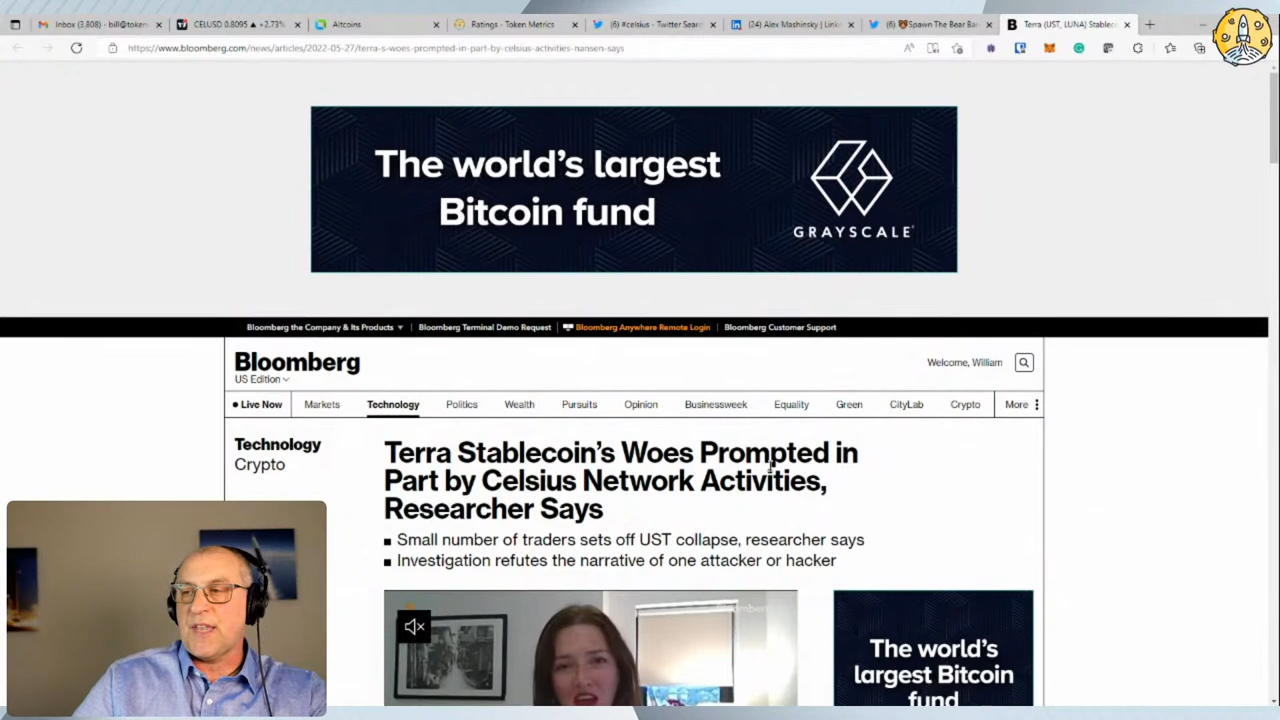 Inbox (3,808) - bill@token
CELUSD 0.8095 ▲ +2.73%
Altcoins
Ratings - Token Metrics
(6) #celsius - Twitter Sear
(24) Alex Mashinsky | Link
(6) Spawn The Bear Ba
Terra (UST, LUNA) Stablec
https://www.bloomberg.com/news/articles/2022-05-27/terra-s-woes-prompted-in-part-by-celsius-activities-nansen-says
The world's largest
Bitcoin fund
GRAYSCALE
Bloomberg the Company & Its Products
Bloomberg Terminal Demo Request
Bloomberg Anywhere Remote Login
Bloomberg Customer Support
Bloomberg
US Edition
Welcome, William
Live Now
Markets
Technology
Politics
Wealth
Pursuits
Opinion
Businessweek
Equality
Green
CityLab
Crypto
More
Technology
Crypto
Terra Stablecoin's Woes Prompted in
Part by Celsius Network Activities,
Researcher Says
Small number of traders sets off UST collapse, researcher says
Investigation refutes the narrative of one attacker or hacker
The world's
largest Bitcoin
fund